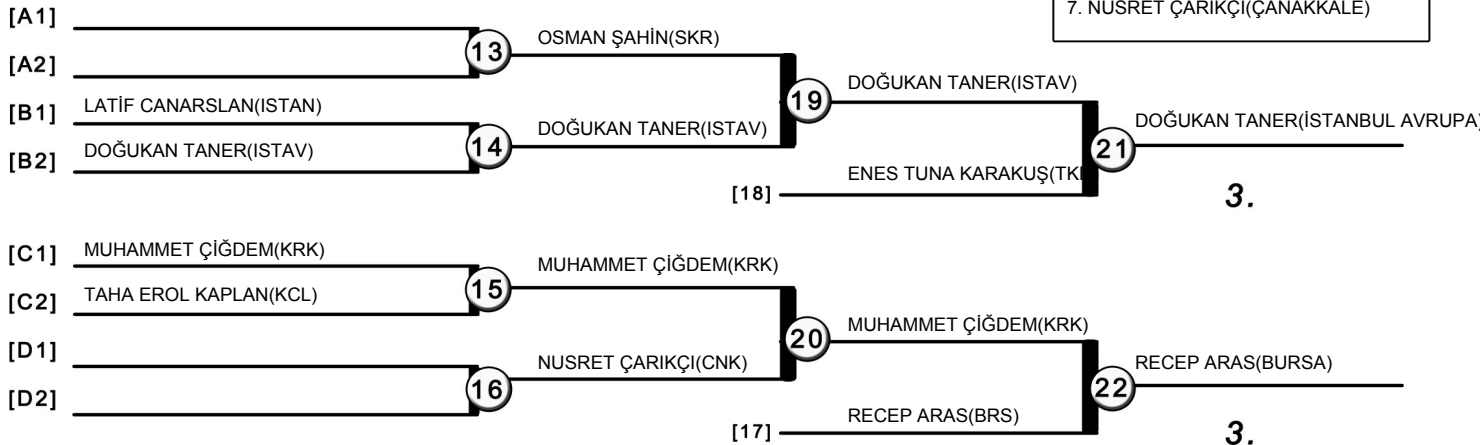 7. NUSRET ÇARIKÇI(ÇANAKKALE)
[A1]
13 OSMAN ŞAHİN(SKR)
[A2]
19 DOĞUKAN TANER(ISTAV)
[B1] LATİF CANARSLAN(ISTAN)
14 DOĞUKAN TANER(ISTAV)
[B2] DOĞUKAN TANER(ISTAV)
21 DOĞUKAN TANER(İSTANBUL AVRUPA)
[18] ENES TUNA KARAKUŞ(TK
3.
[C1] MUHAMMET ÇİĞDEM(KRK)
15 MUHAMMET ÇİĞDEM(KRK)
[C2] TAHA EROL KAPLAN(KCL)
20 MUHAMMET ÇİĞDEM(KRK)
[D1]
16 NUSRET ÇARIKÇI(CNK)
[D2]
22 RECEP ARAS(BURSA)
[17] RECEP ARAS(BRS)
3.